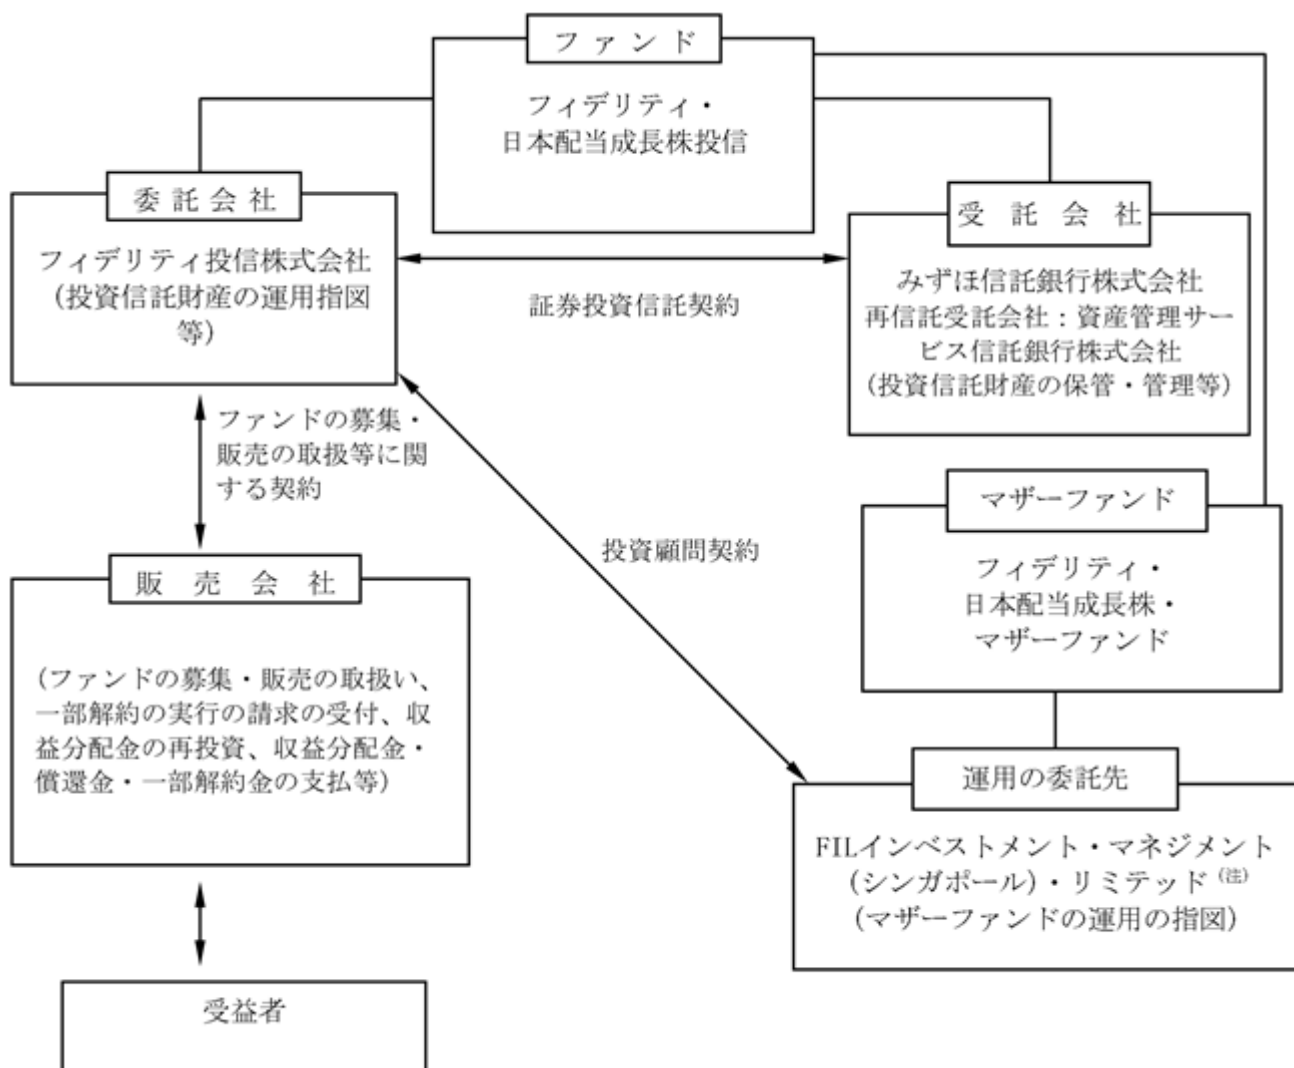 ファンド
フィデリティ・
日本配当成長株投信
委託会社
フィデリティ投信株式会社
(投資信託財産の運用指図
等)
証券投資信託契約
受託会社
みずほ信託銀行株式会社
再信託受託会社：資産管理サー
ビス信託銀行株式会社
(投資信託財産の保管・管理等)
ファンドの募集・
販売の取扱等に関
する契約
投資顧問契約
マザーファンド
フィデリティ・
日本配当成長株・
マザーファンド
販売会社
(ファンドの募集・販売の取扱い、
一部解約の実行の請求の受付、収
益分配金の再投資、収益分配金・
償還金・一部解約金の支払等)
運用の委託先
FILインベストメント・マネジメント
(シンガポール)・リミテッド(注)
(マザーファンドの運用の指図)
受益者